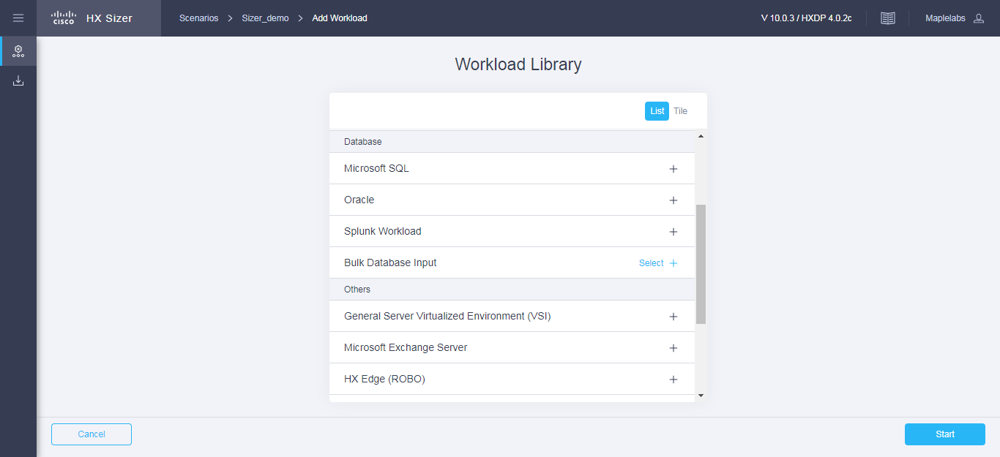 CISCO HX Sizer Scenarios > Sizer_demo > Add Workload V 10.0.3 / HXDP 4.0.2c Maplelabs
Workload Library
List Tile
Database
Microsoft SQL +
Oracle +
Splunk Workload +
Bulk Database Input Select +
Others
General Server Virtualized Environment (VSI) +
Microsoft Exchange Server +
HX Edge (ROBO) +
Cancel Start